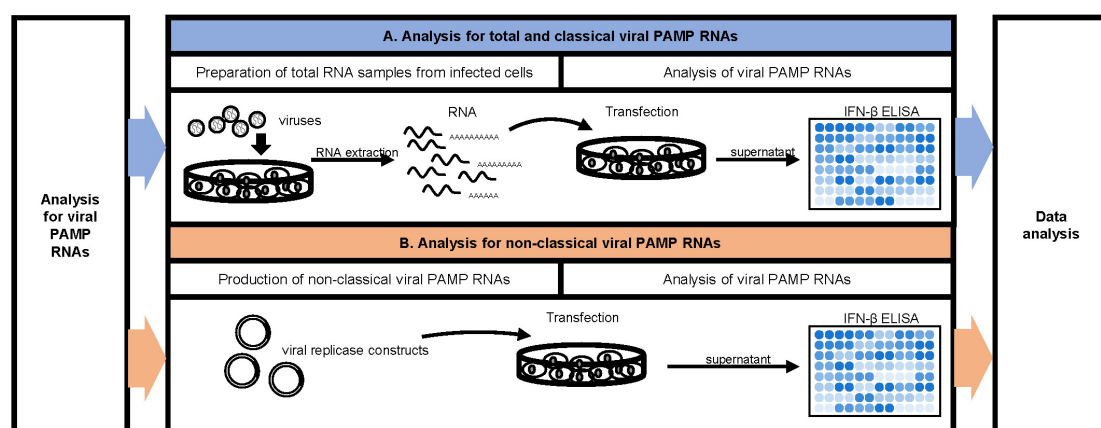 Analysis
for viral
PAMP
RNAs
A. Analysis for total and classical viral PAMP RNAs
Preparation of total RNA samples from infected cells
Analysis of viral PAMP RNAs
viruses
RNA extraction
RNA
AAAAAAAAAA
AAAAAAAAA
AAAAAA
Transfection
supernatant
IFN-β ELISA
B. Analysis for non-classical viral PAMP RNAs
Production of non-classical viral PAMP RNAs
Analysis of viral PAMP RNAs
viral replicase constructs
Transfection
supernatant
IFN-β ELISA
Data
analysis